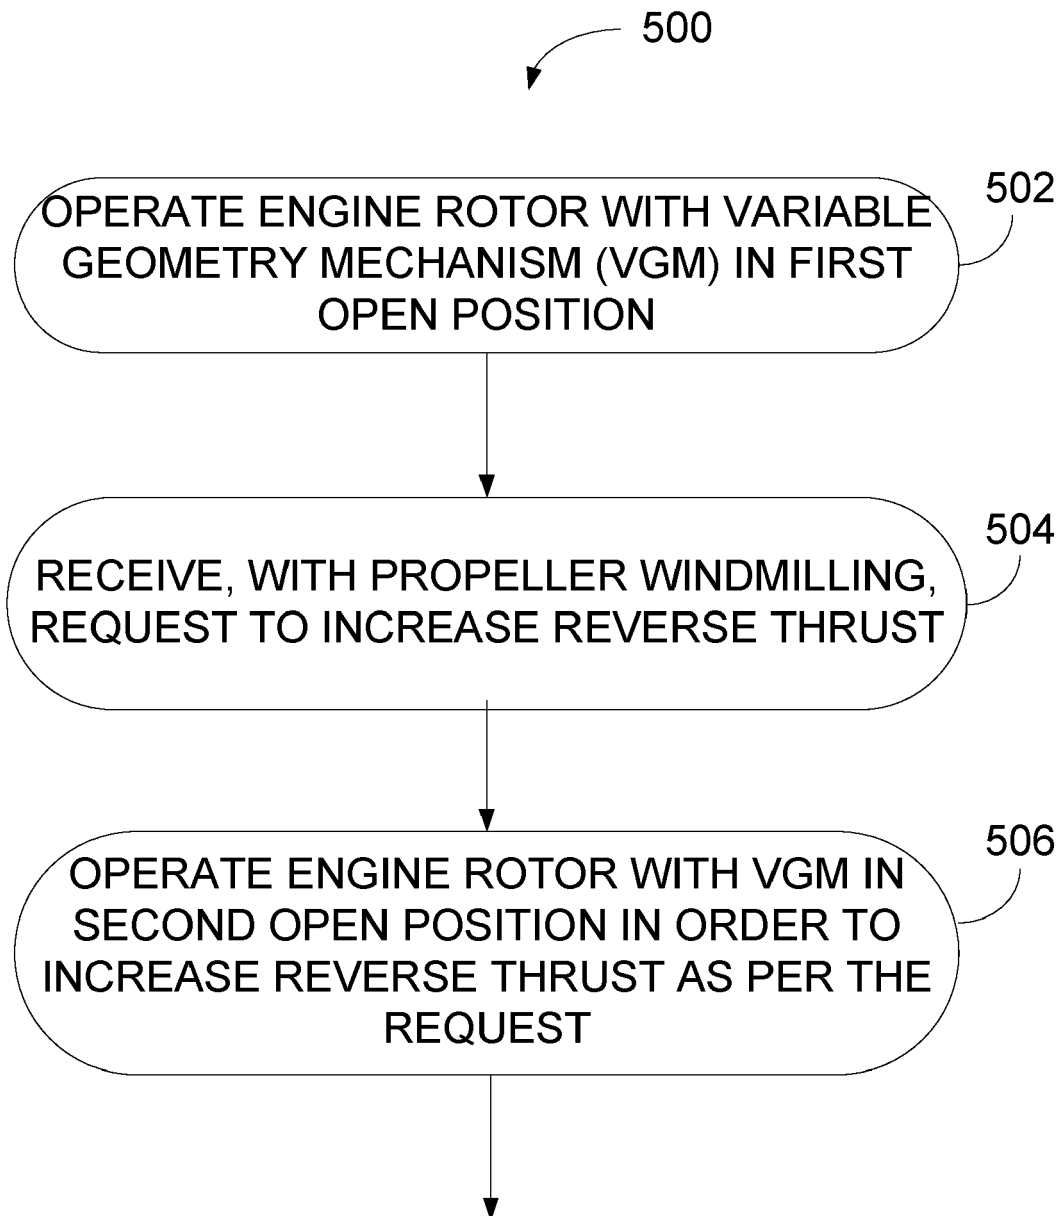 500
502
OPERATE ENGINE ROTOR WITH VARIABLE
GEOMETRY MECHANISM (VGM) IN FIRST
OPEN POSITION
504
RECEIVE, WITH PROPELLER WINDMILLING,
REQUEST TO INCREASE REVERSE THRUST
506
OPERATE ENGINE ROTOR WITH VGM IN
SECOND OPEN POSITION IN ORDER TO
INCREASE REVERSE THRUST AS PER THE
REQUEST